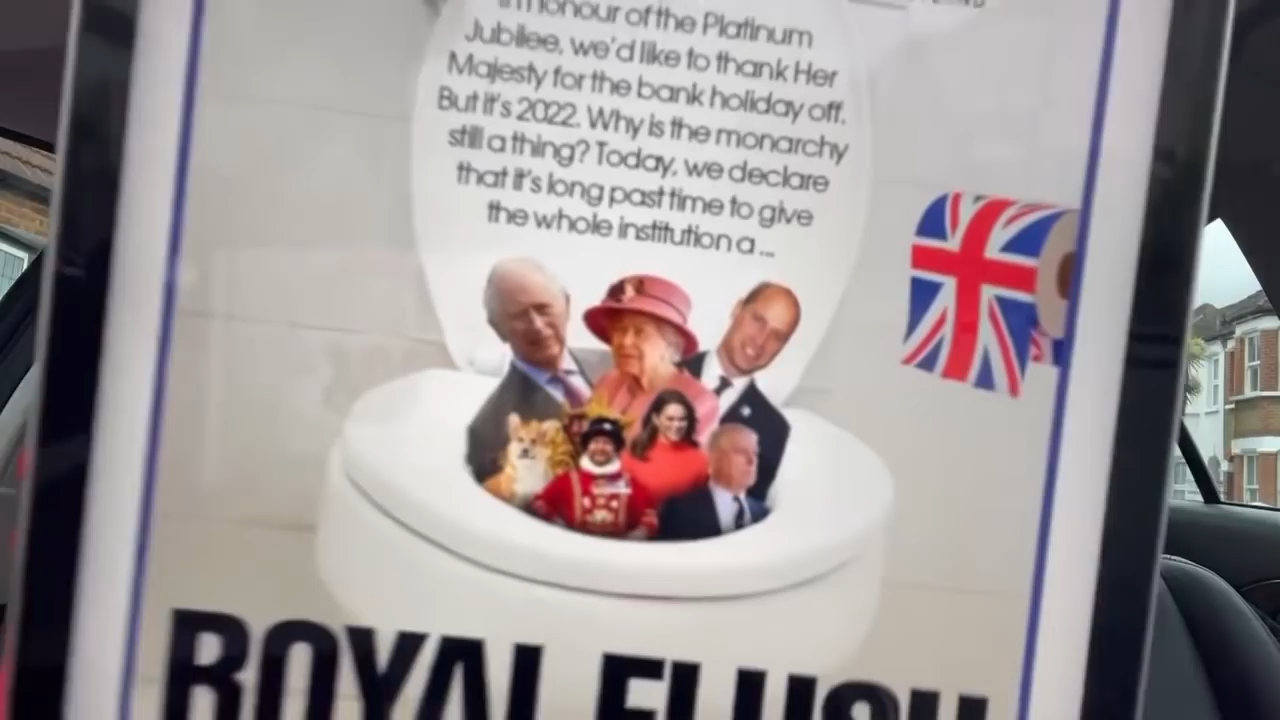 In honour of the Platinum
Jubilee, we'd like to thank Her
Majesty for the bank holiday off.
But it's 2022. Why is the monarchy
still a thing? Today, we declare
that it's long past time to give
the whole institution a ...
ROYAL FLUSH